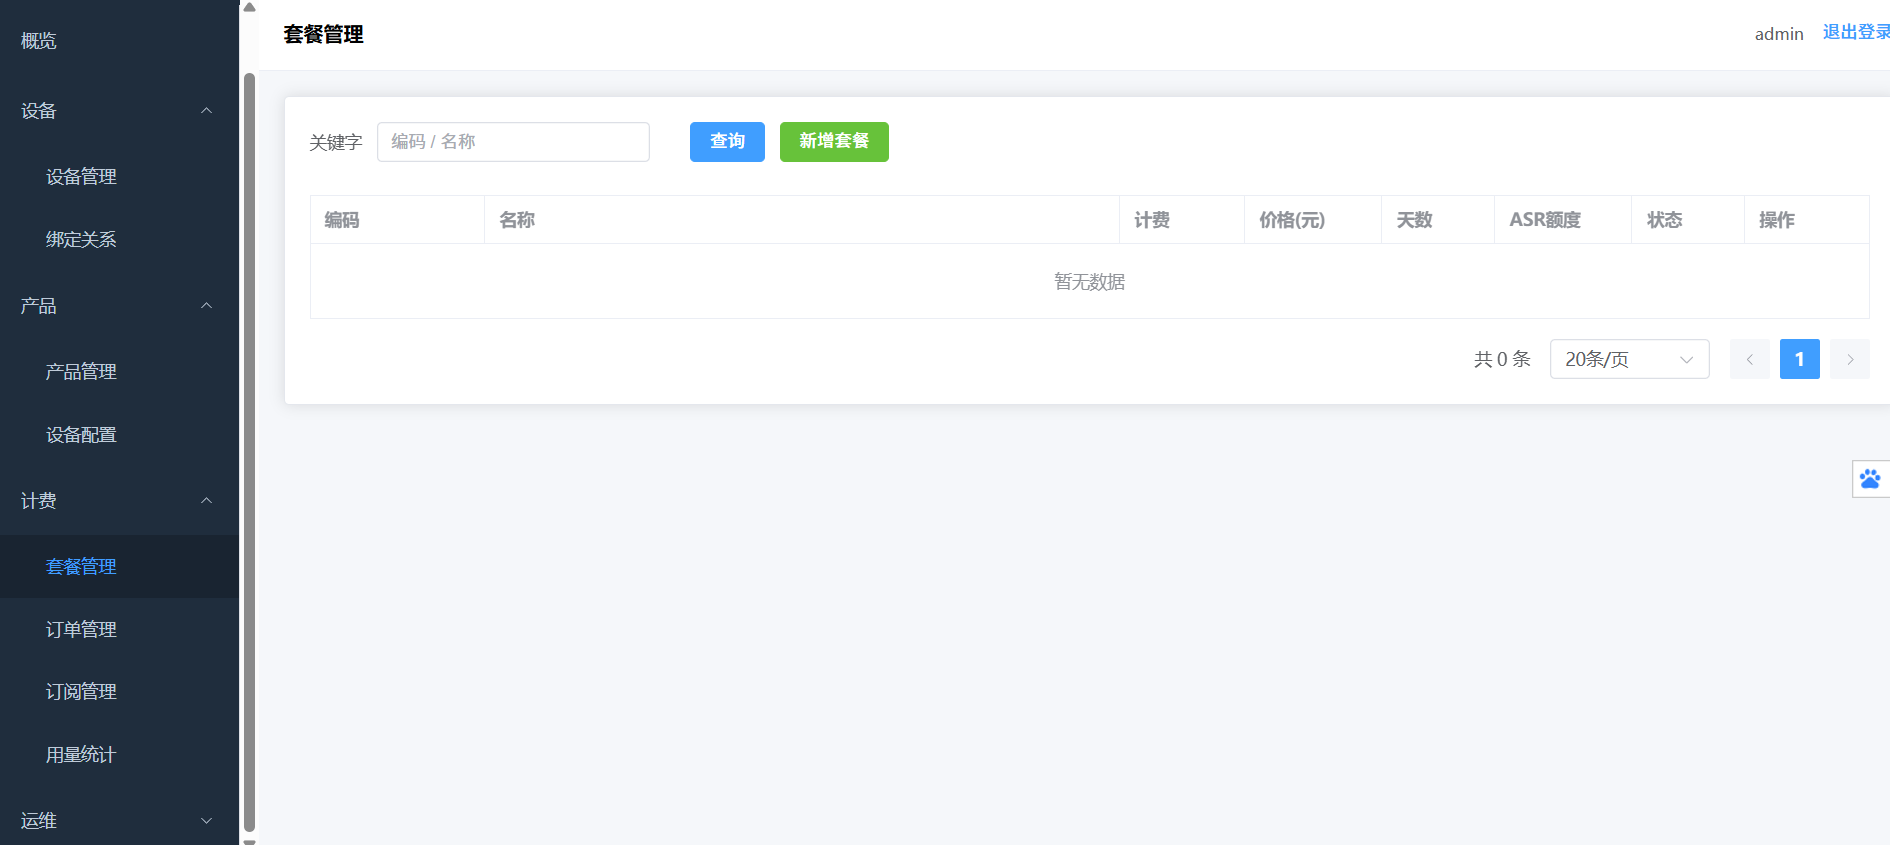 概览
设备
设备管理
绑定关系
产品
产品管理
设备配置
计费
套餐管理
订单管理
订阅管理
用量统计
运维
套餐管理
admin 退出登录
关键字 编码 / 名称 查询 新增套餐
编码 名称 计费 价格(元) 天数 ASR额度 状态 操作
暂无数据
共 0 条 20条/页 1